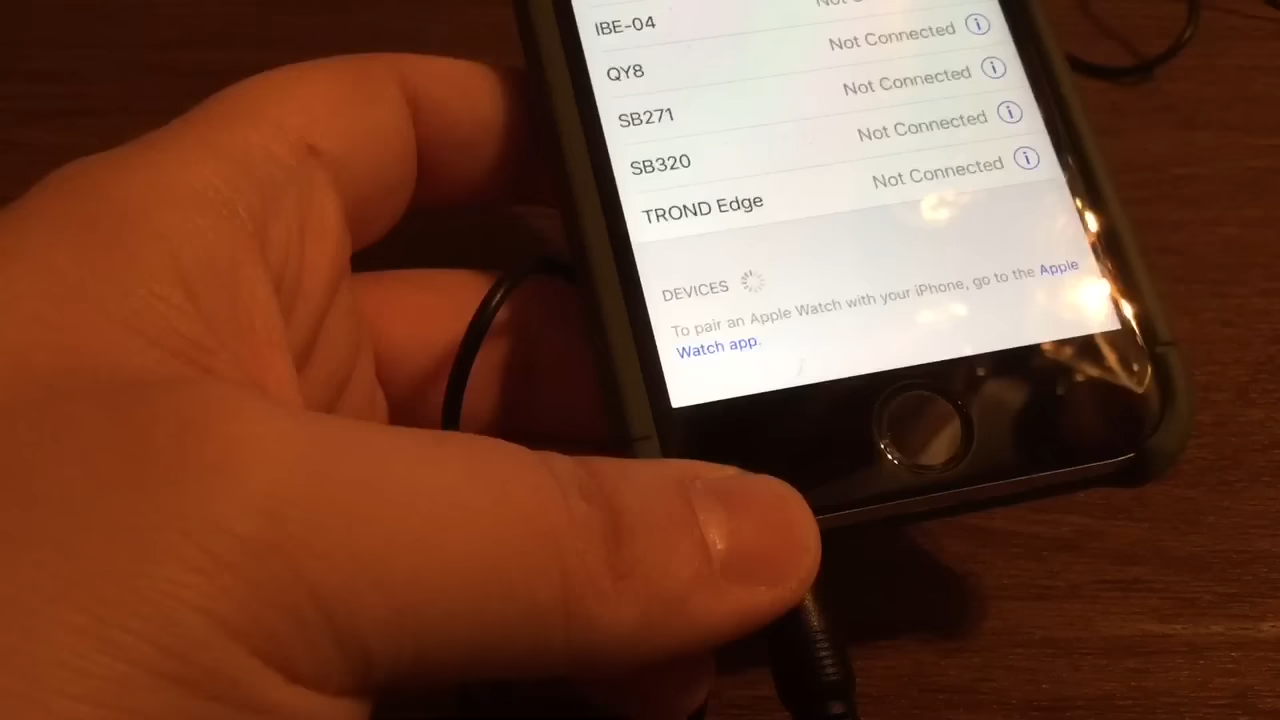 IBE-04
Not Connected
QY8
Not Connected
SB271
Not Connected
SB320
Not Connected
TROND Edge
DEVICES
To pair an Apple Watch with your iPhone, go to the Apple
Watch app.